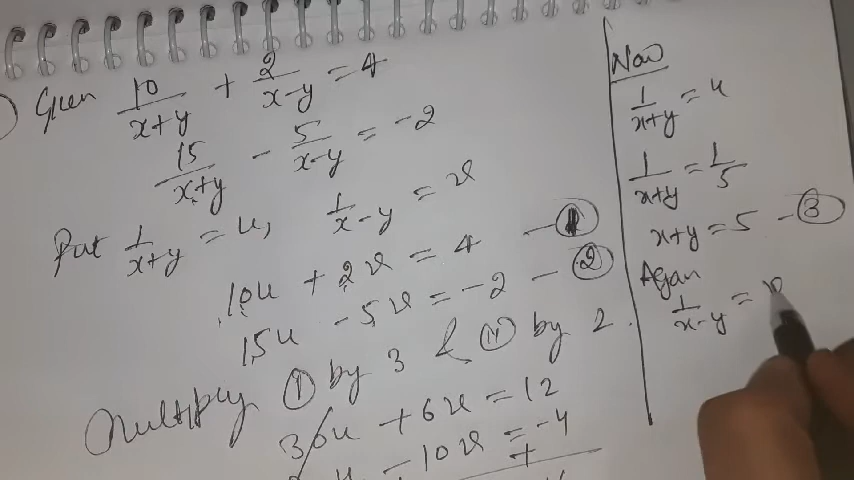 Given 10/x+y + 2/x-y = 4
15/x+y - 5/x-y = -2
Put 1/x+y = u, 1/x-y = v
10u + 2v = 4 - ①
15u - 5v = -2 - ②
Multiply ① by 3 & ⑪ by 2.
30u + 6v = 12
- 10v = -4
+
Now
1/x+y = u
1/x+y = 1/5
x+y = 5 - ③
Again
1/x-y = v